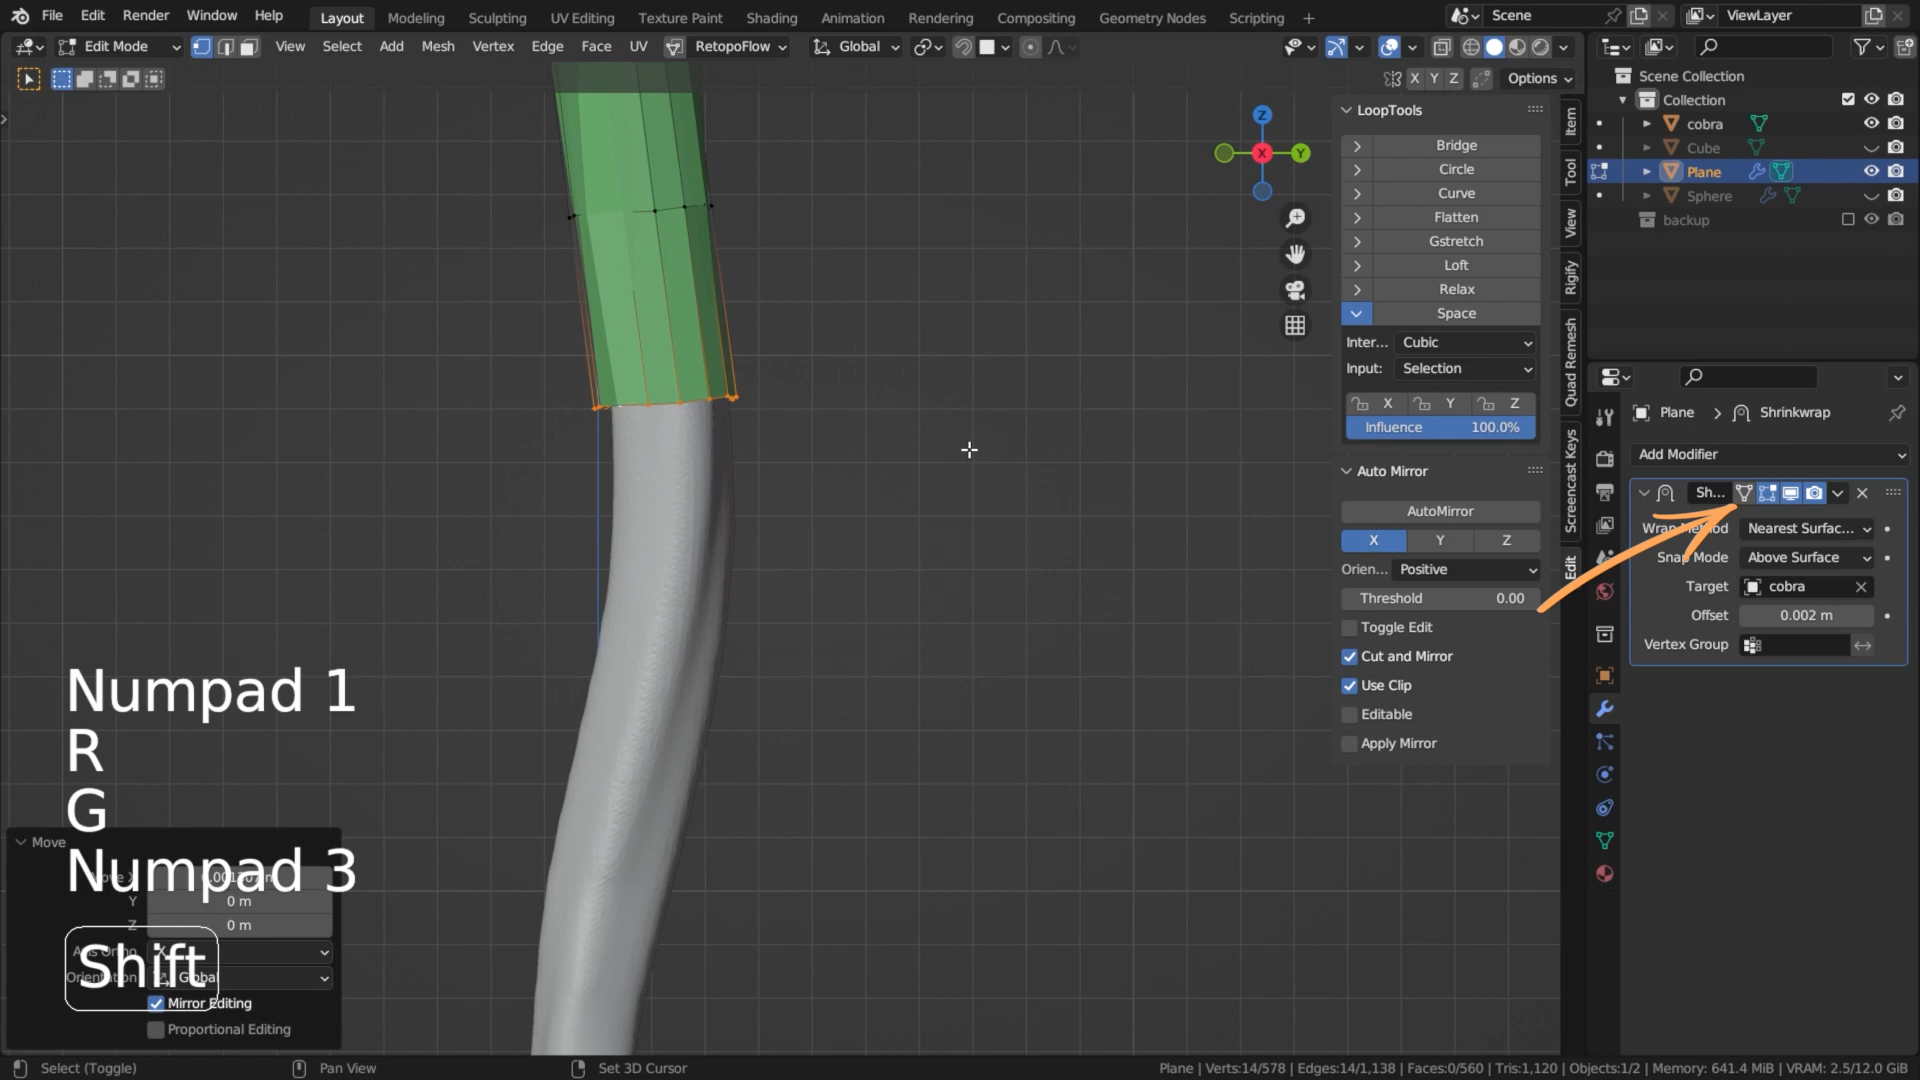 File Edit Render Window Help Layout Modeling Sculpting UV Editing Texture Paint Shading Animation Rendering Compositing Geometry Nodes Scripting + Scene ViewLayer
Edit Mode View Select Add Mesh Vertex Edge Face UV RetopoFlow Global
X Y Z Options
Scene Collection
Collection
cobra
Cube
Plane
Sphere
backup
Z
X
Y
LoopTools
Bridge
Circle
Curve
Flatten
Gstretch
Loft
Relax
Space
Inter... Cubic
Input: Selection
X Y Z
Influence 100.0%
Auto Mirror
AutoMirror
X Y Z
Orien... Positive
Threshold 0.00
Toggle Edit
Cut and Mirror
Use Clip
Editable
Apply Mirror
Item
Tool
View
Rigify
Quad Remesh
Screencast Keys
Edit
Plane > Shrinkwrap
Add Modifier
Sh...
Wrap Method Nearest Surfac...
Snap Mode Above Surface
Target cobra
Offset 0.002 m
Vertex Group
Numpad 1
R
G
Numpad 3
Shift
Move
Y 0 m
Z 0 m
Orientation Global
Mirror Editing
Proportional Editing
Select (Toggle) Pan View Set 3D Cursor
Plane | Verts:14/578 | Edges:14/1,138 | Faces:0/560 | Tris:1,120 | Objects:1/2 | Memory: 641.4 MiB | VRAM: 2.5/12.0 GiB